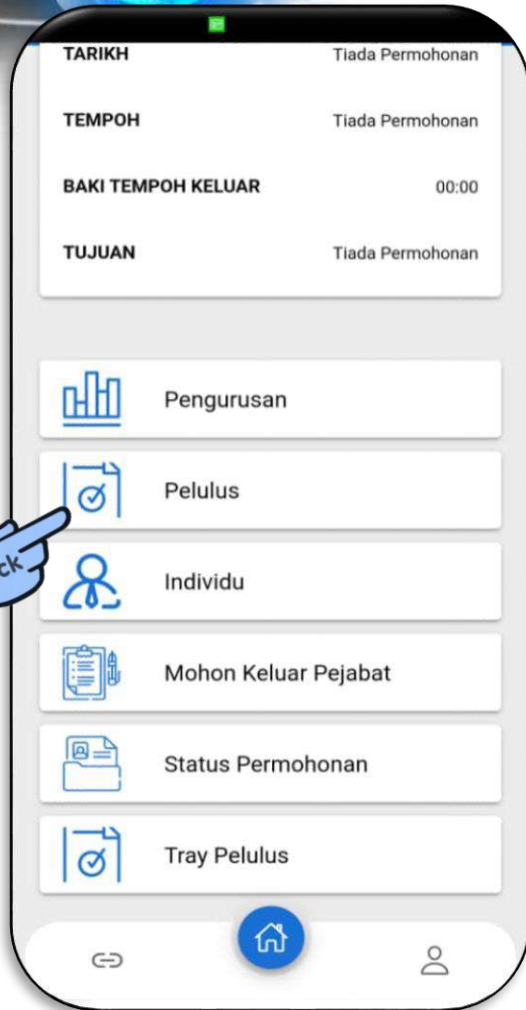 TARIKH Tiada Permohonan
TEMPOH Tiada Permohonan
BAKI TEMPOH KELUAR 00:00
TUJUAN Tiada Permohonan
Pengurusan
Pelulus
ck
Individu
Mohon Keluar Pejabat
Status Permohonan
Tray Pelulus